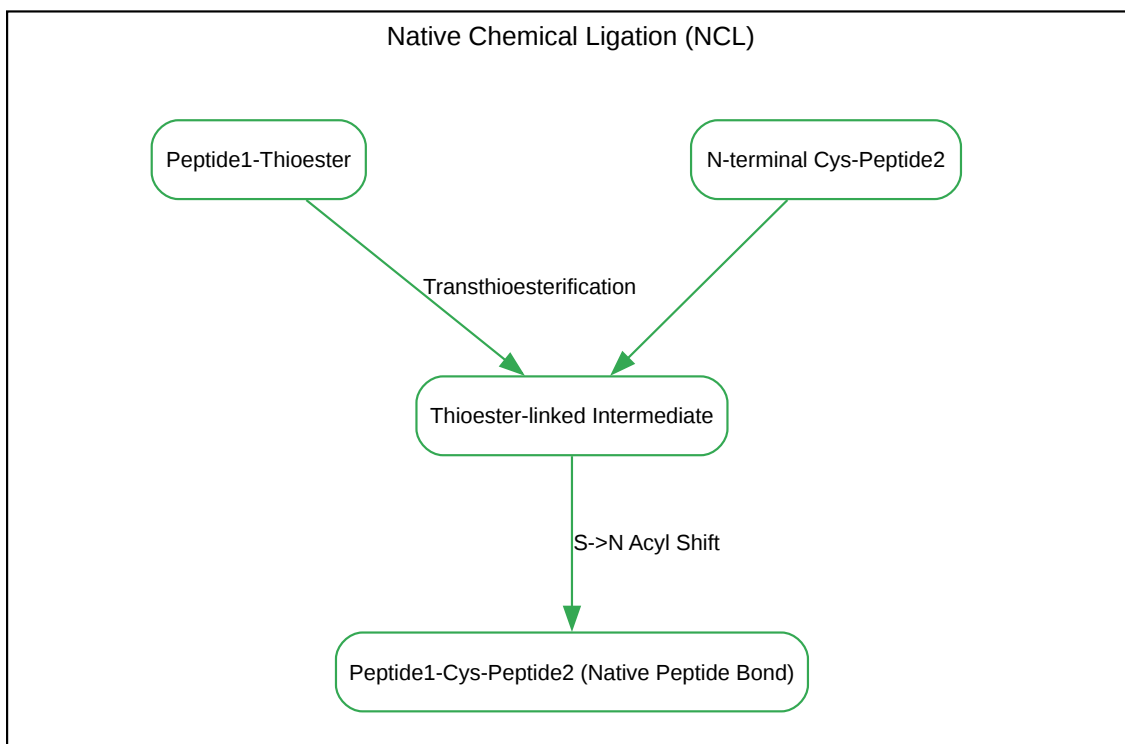 Native Chemical Ligation (NCL)
Peptide1-Thioester
N-terminal Cys-Peptide2
Transthioesterification
Thioester-linked Intermediate
S->N Acyl Shift
Peptide1-Cys-Peptide2 (Native Peptide Bond)